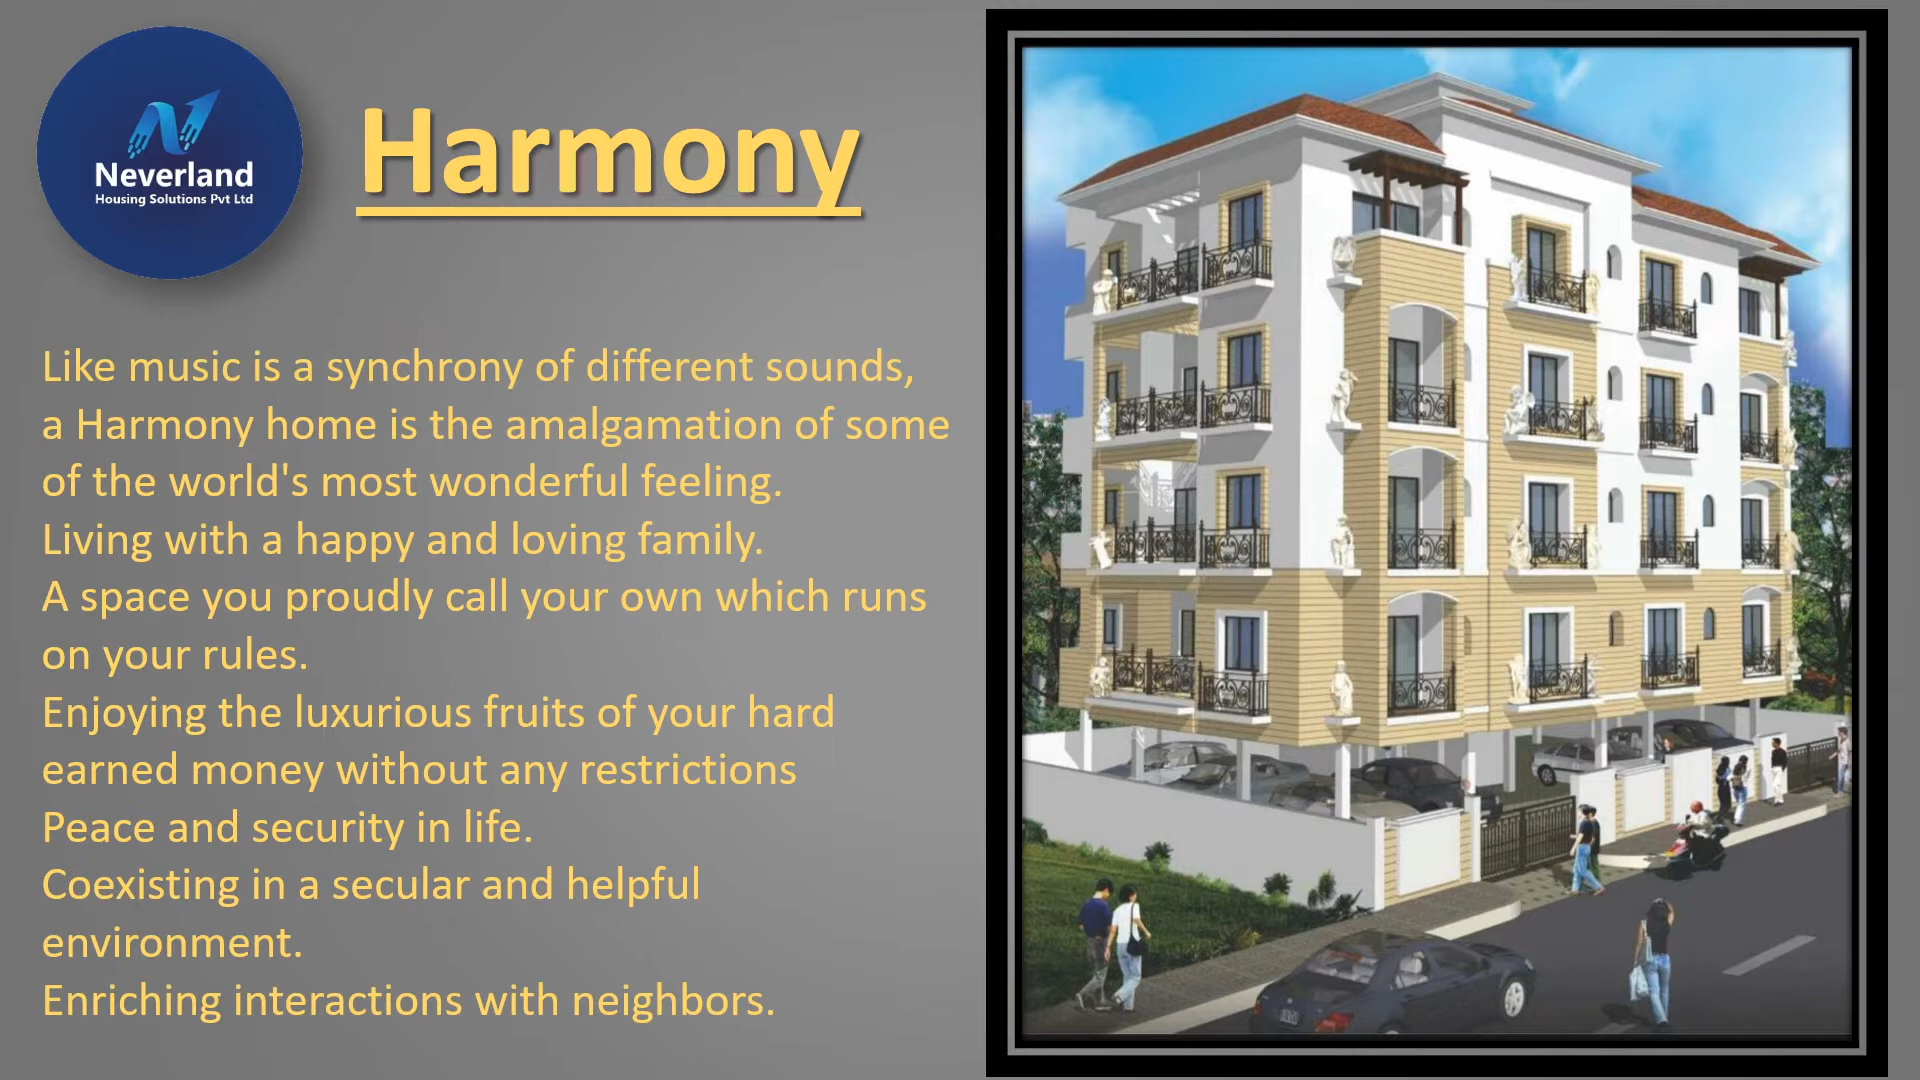 Neverland
Housing Solutions Pvt Ltd
Harmony
Like music is a synchrony of different sounds,
a Harmony home is the amalgamation of some
of the world's most wonderful feeling.
Living with a happy and loving family.
A space you proudly call your own which runs
on your rules.
Enjoying the luxurious fruits of your hard
earned money without any restrictions
Peace and security in life.
Coexisting in a secular and helpful
environment.
Enriching interactions with neighbors.